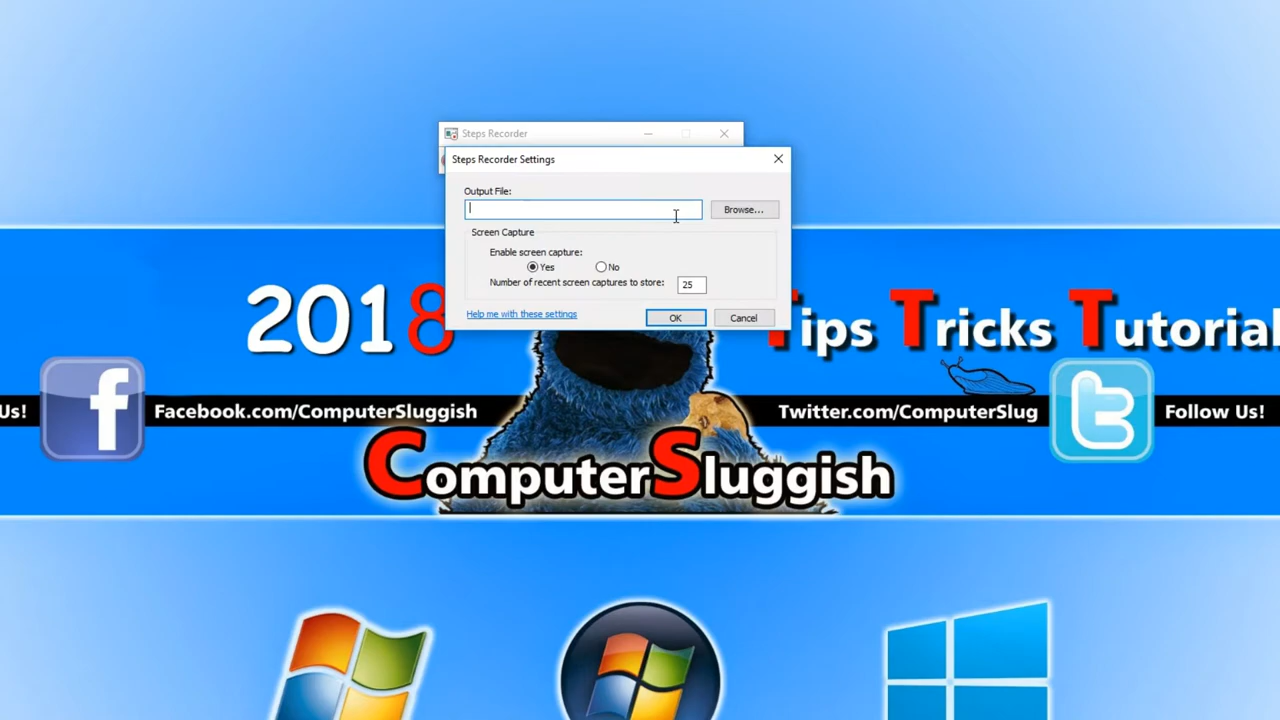 Steps Recorder
Steps Recorder Settings
Output File:
Browse...
Screen Capture
Enable screen capture:
Yes No
Number of recent screen captures to store: 25
Help me with these settings
OK Cancel
2018
Tips Tricks Tutorial
Us!
f
Facebook.com/ComputerSluggish
Twitter.com/ComputerSlug
t
Follow Us!
ComputerSluggish